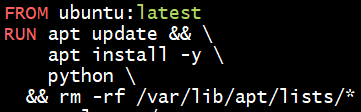 FROM ubuntu:latest
RUN apt update && \
    apt install -y \
    python \
  && rm -rf /var/lib/apt/lists/*